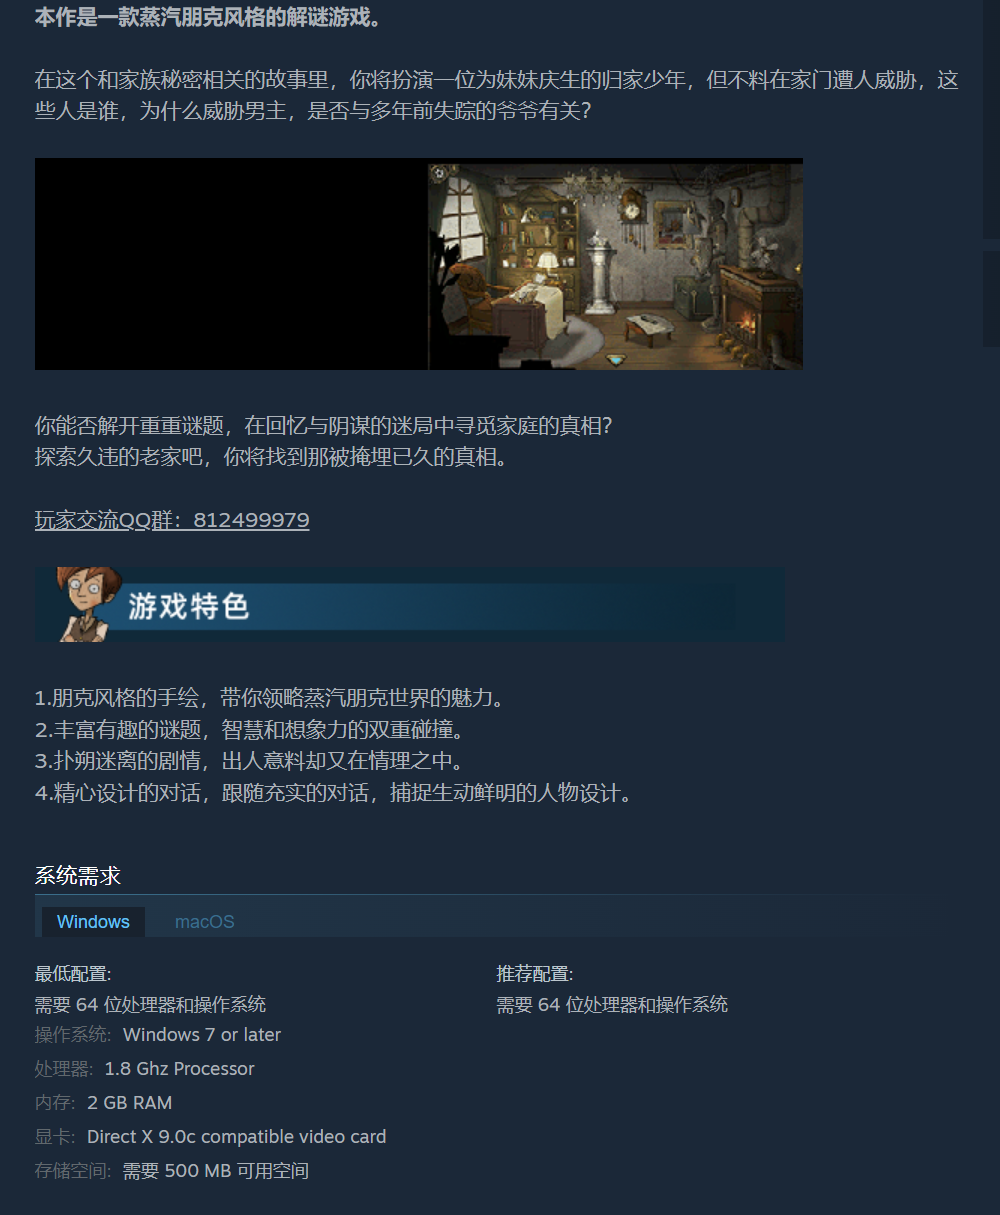 本作是一款蒸汽朋克风格的解谜游戏。
在这个和家族秘密相关的故事里，你将扮演一位为妹妹庆生的归家少年，但不料在家门遭人威胁，这
些人是谁，为什么威胁男主，是否与多年前失踪的爷爷有关？
你能否解开重重谜题，在回忆与阴谋的迷局中寻觅家庭的真相？
探索久违的老家吧，你将找到那被掩埋已久的真相。
玩家交流QQ群：812499979
游戏特色
1.朋克风格的手绘，带你领略蒸汽朋克世界的魅力。
2.丰富有趣的谜题，智慧和想象力的双重碰撞。
3.扑朔迷离的剧情，出人意料却又在情理之中。
4.精心设计的对话，跟随充实的对话，捕捉生动鲜明的人物设计。
系统需求
Windows macOS
最低配置:
需要 64 位处理器和操作系统
操作系统: Windows 7 or later
处理器: 1.8 Ghz Processor
内存: 2 GB RAM
显卡: Direct X 9.0c compatible video card
存储空间: 需要 500 MB 可用空间
推荐配置:
需要 64 位处理器和操作系统